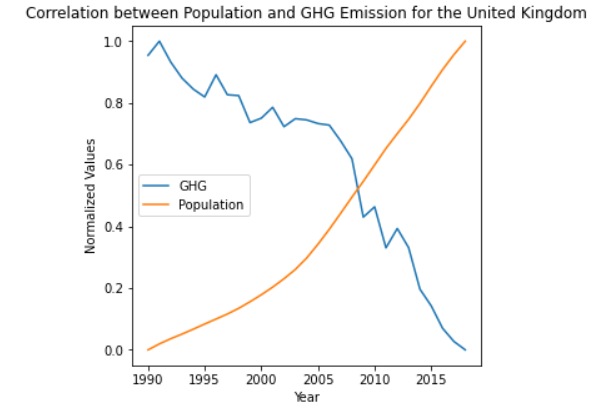 Correlation between Population and GHG Emission for the United Kingdom
1.0
0.8
0.6
0.4
0.2
0.0
Normalized Values
GHG
Population
1990 1995 2000 2005 2010 2015
Year